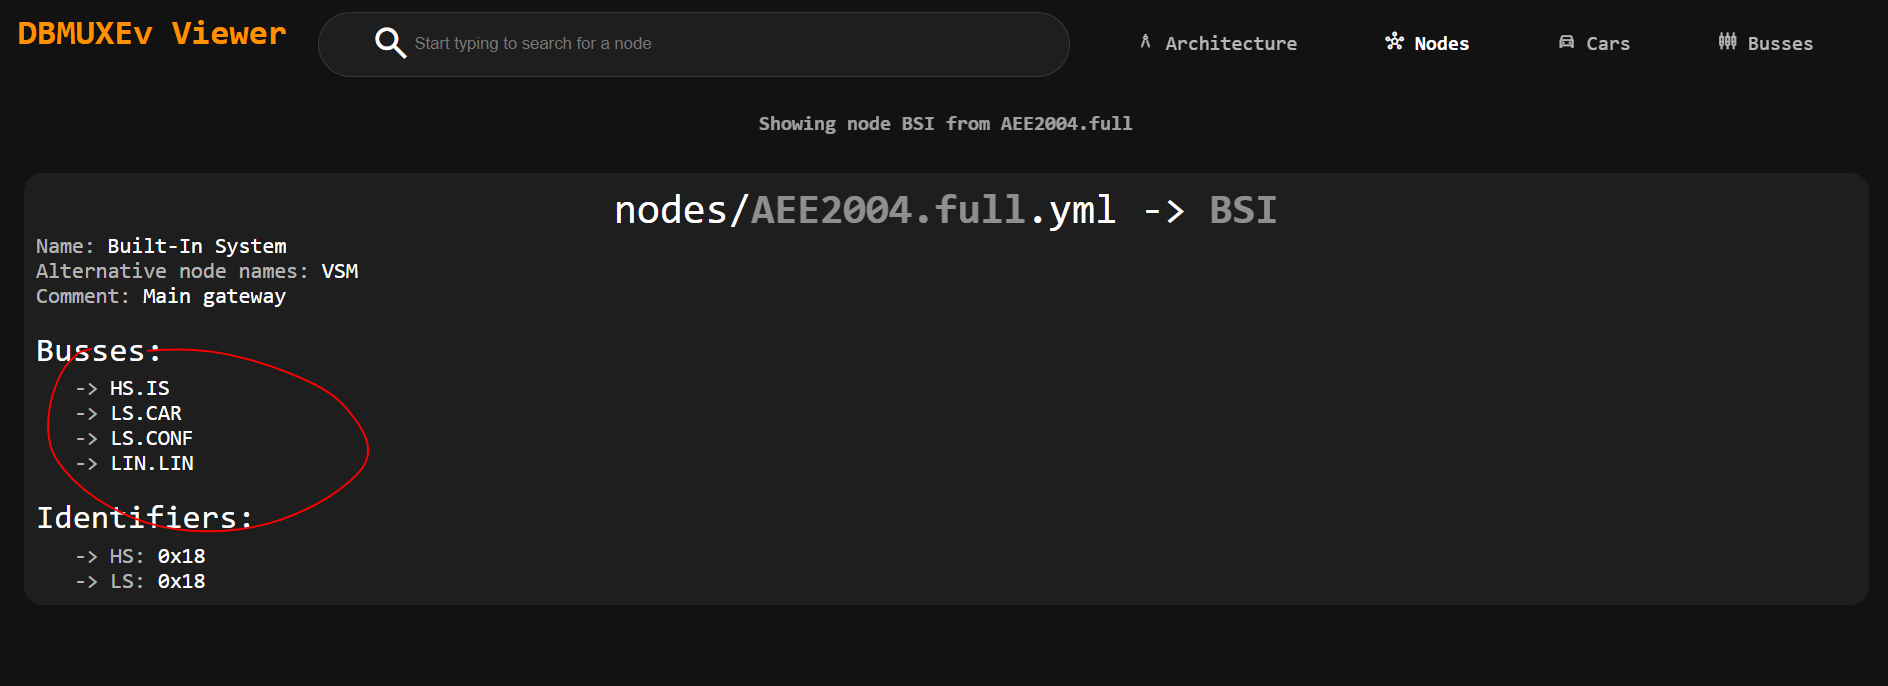 DBMUXEv Viewer
Start typing to search for a node
Architecture
Nodes
Cars
Busses
Showing node BSI from AEE2004.full
nodes/AEE2004.full.yml -> BSI
Name: Built-In System
Alternative node names: VSM
Comment: Main gateway
Busses:
-> HS.IS
-> LS.CAR
-> LS.CONF
-> LIN.LIN
Identifiers:
-> HS: 0x18
-> LS: 0x18